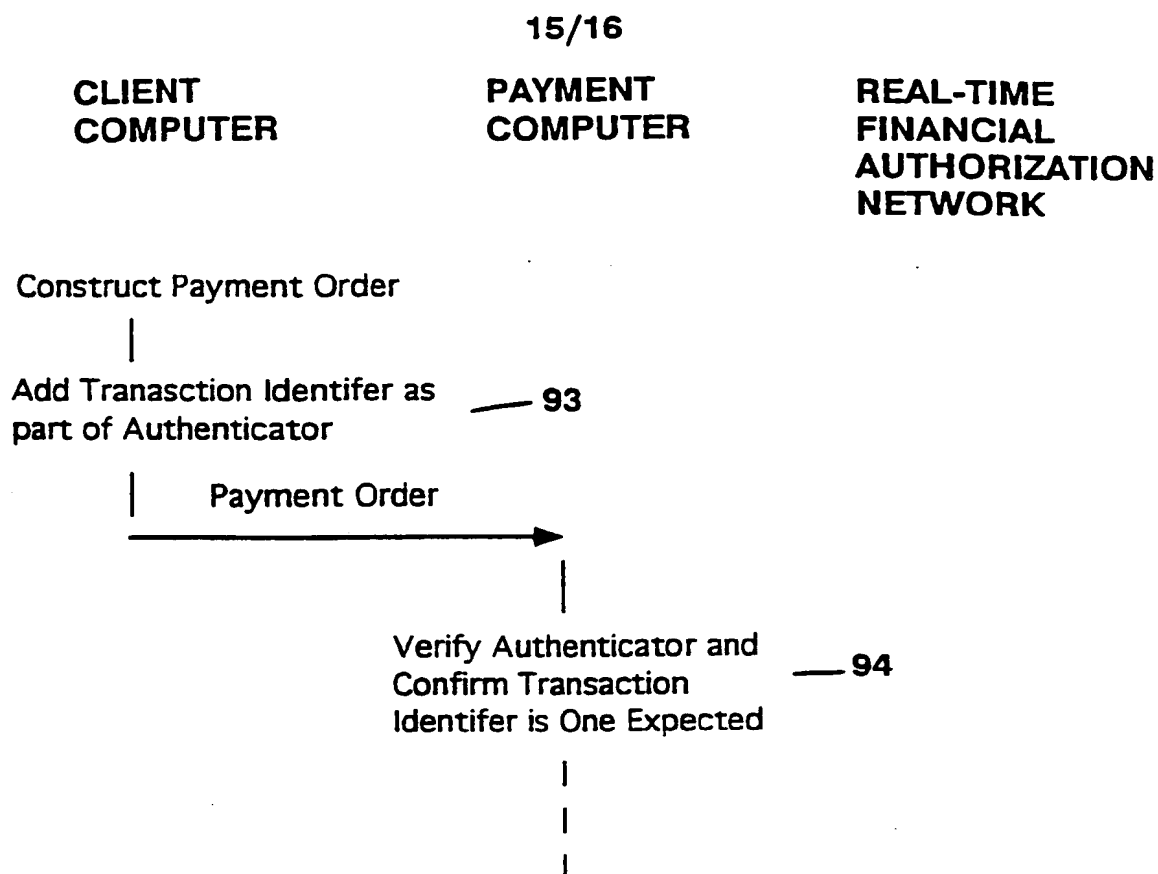 15/16
CLIENT
COMPUTER
PAYMENT
COMPUTER
REAL-TIME
FINANCIAL
AUTHORIZATION
NETWORK
Construct Payment Order
Add Tranasction Identifer as
part of Authenticator
93
Payment Order
Verify Authenticator and
Confirm Transaction
Identifer is One Expected
94